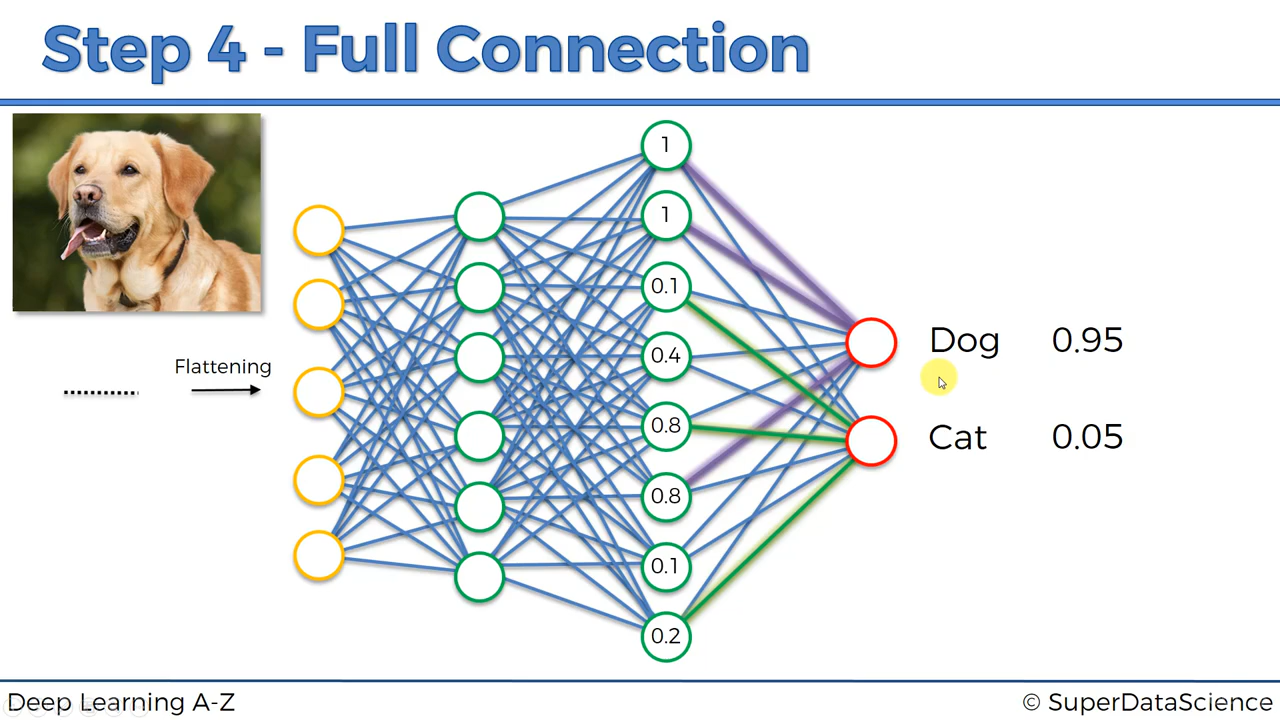 Step 4 - Full Connection
Flattening
1
1
0.1
0.4
0.8
0.8
0.1
0.2
Dog 0.95
Cat 0.05
Deep Learning A-Z
© SuperDataScience